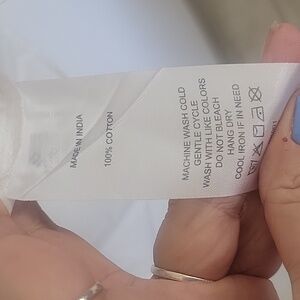 MADE IN INDIA
100% COTTON
MACHINE WASH COLD
GENTLE CYCLE
WASH WITH LIKE COLORS
DO NOT BLEACH
HANG DRY
COOL IRON IF IN NEED